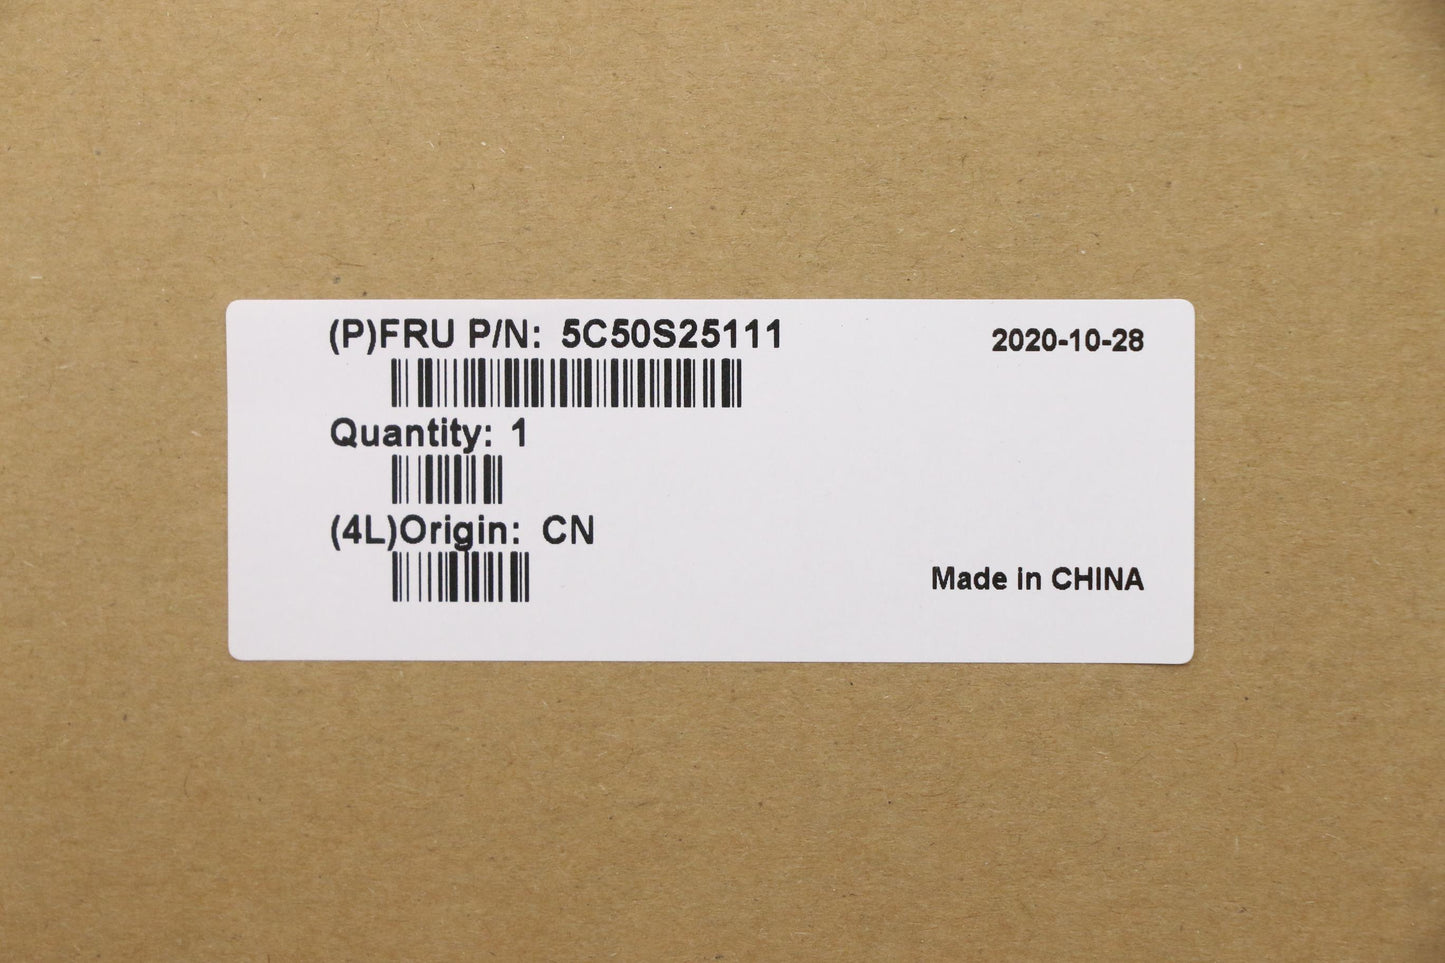 (P)FRU P/N: 5C50S25111
2020-10-28
Quantity: 1
(4L)Origin: CN
Made in CHINA